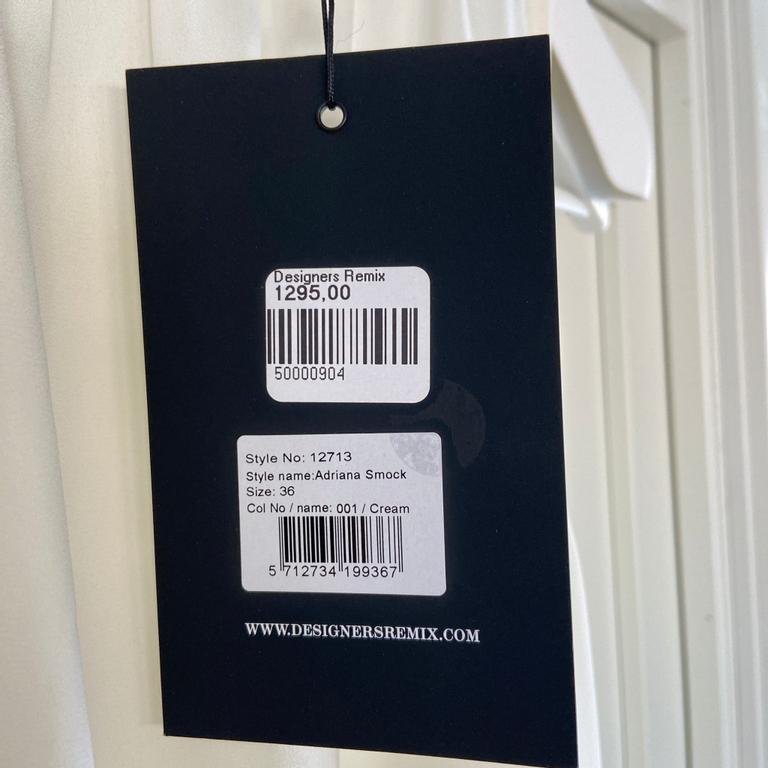 Designers Remix
1295,00
50000904
Style No: 12713
Style name:Adriana Smock
Size: 36
Col No / name: 001 / Cream
5 712734 199367
WWW.DESIGNERSREMIX.COM